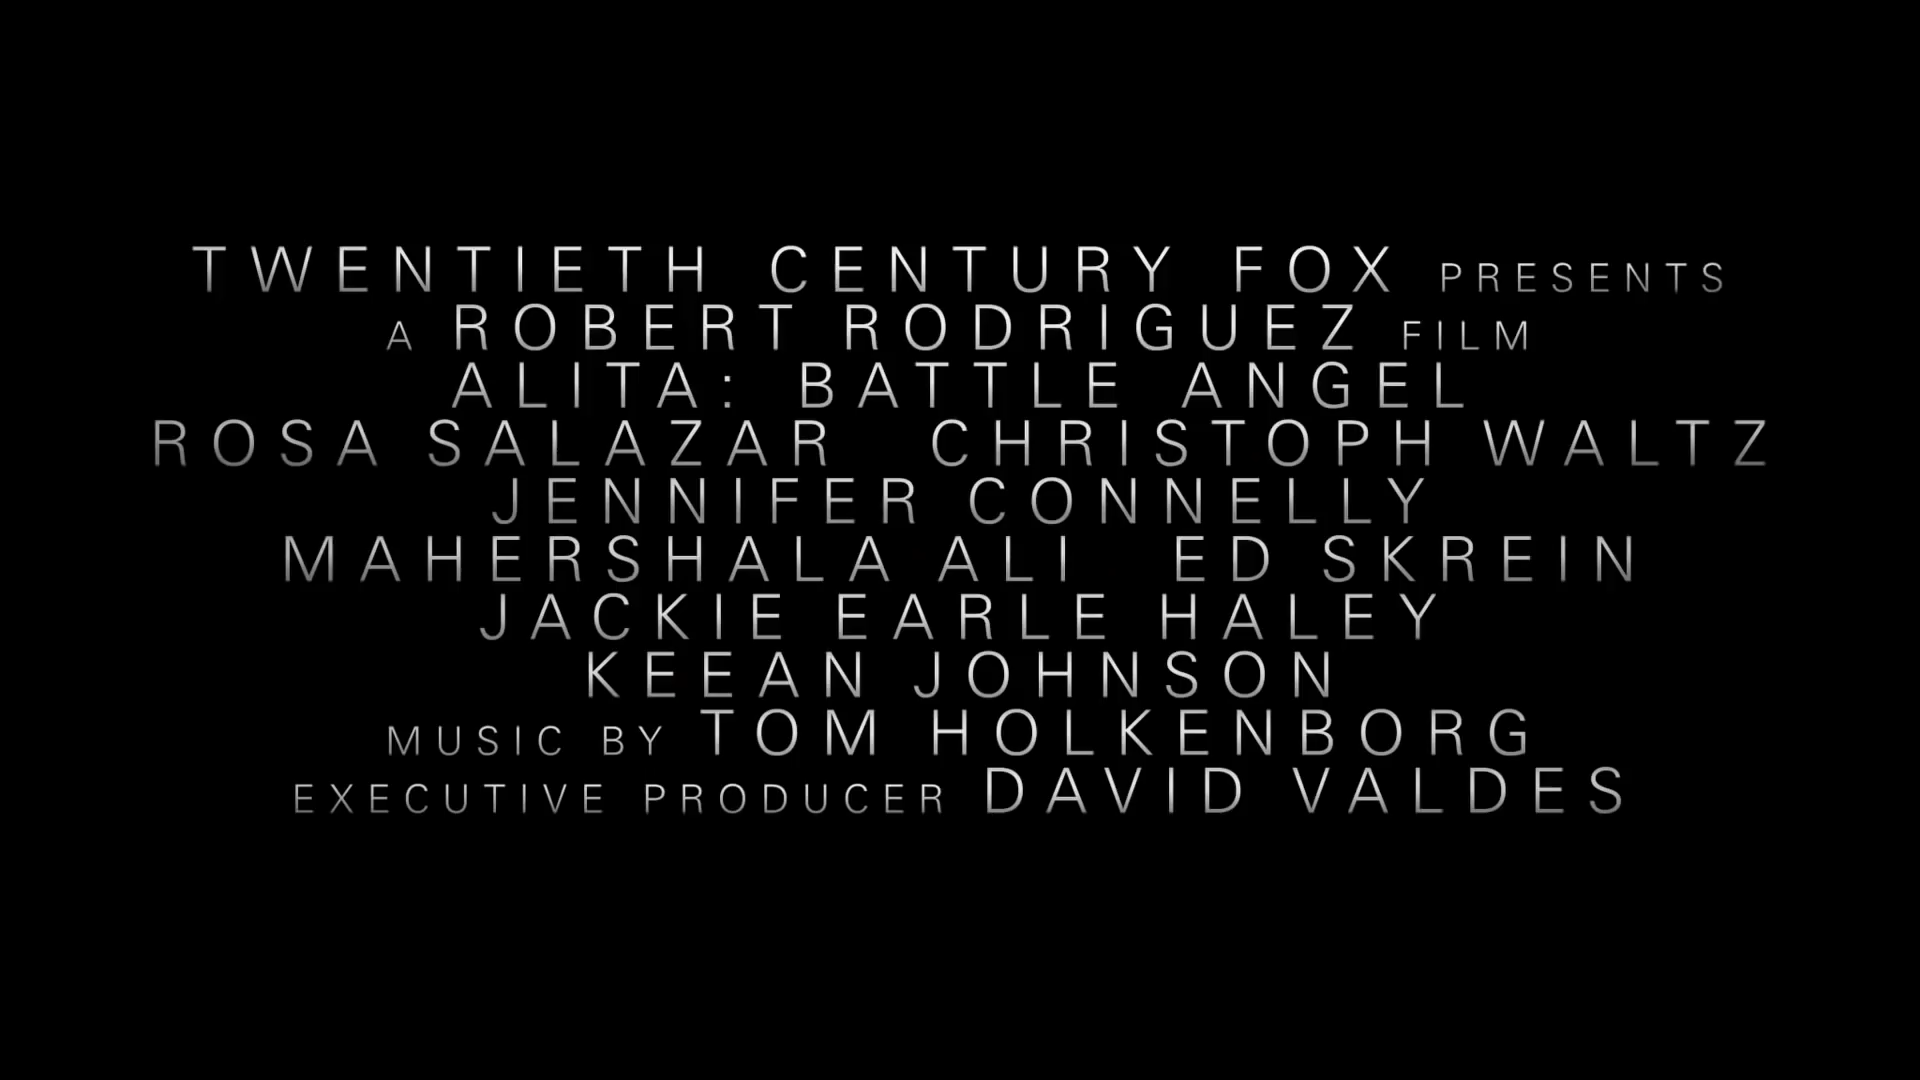 TWENTIETH CENTURY FOX PRESENTS
A ROBERT RODRIGUEZ FILM
ALITA: BATTLE ANGEL
ROSA SALAZAR CHRISTOPH WALTZ
JENNIFER CONNELLY
MAHERSHALA ALI ED SKREIN
JACKIE EARLE HALEY
KEEAN JOHNSON
MUSIC BY TOM HOLKENBORG
EXECUTIVE PRODUCER DAVID VALDES